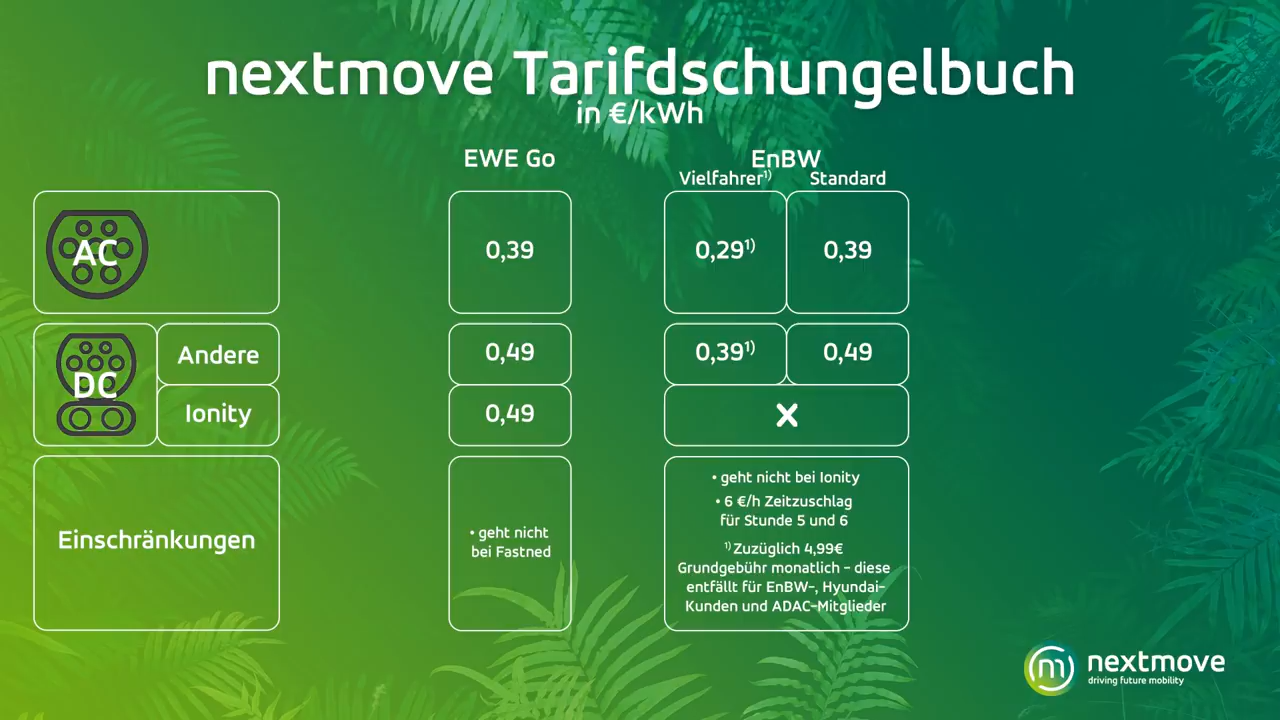 nextmove Tarifdschungelbuch
in €/kWh
EWE Go
EnBW
Vielfahrer¹⁾ Standard
AC
0,39
0,29¹⁾
0,39
DC
Andere
0,49
0,39¹⁾
0,49
Ionity
0,49
X
Einschränkungen
• geht nicht
bei Fastned
• geht nicht bei Ionity
• 6 €/h Zeitzuschlag
für Stunde 5 und 6
¹⁾ Zuzüglich 4,99€
Grundgebühr monatlich – diese
entfällt für EnBW-, Hyundai-
Kunden und ADAC-Mitglieder
nextmove
driving future mobility